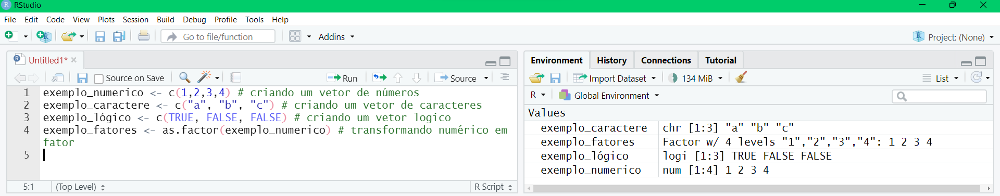 RStudio
File Edit Code View Plots Session Build Debug Profile Tools Help
Go to file/function Addins Project: (None)
Untitled1*
Source on Save Run Source
1 exemplo_numerico <- c(1,2,3,4) # criando um vetor de números
2 exemplo_caractere <- c("a", "b", "c") # criando um vetor de caracteres
3 exemplo_lógico <- c(TRUE, FALSE, FALSE) # criando um vetor logico
4 exemplo_fatores <- as.factor(exemplo_numerico) # transformando numérico em
fator
5
5:1 (Top Level) R Script
Environment History Connections Tutorial
Import Dataset 134 MiB List
R Global Environment
Values
exemplo_caractere chr [1:3] "a" "b" "c"
exemplo_fatores Factor w/ 4 levels "1","2","3","4": 1 2 3 4
exemplo_lógico logi [1:3] TRUE FALSE FALSE
exemplo_numerico num [1:4] 1 2 3 4